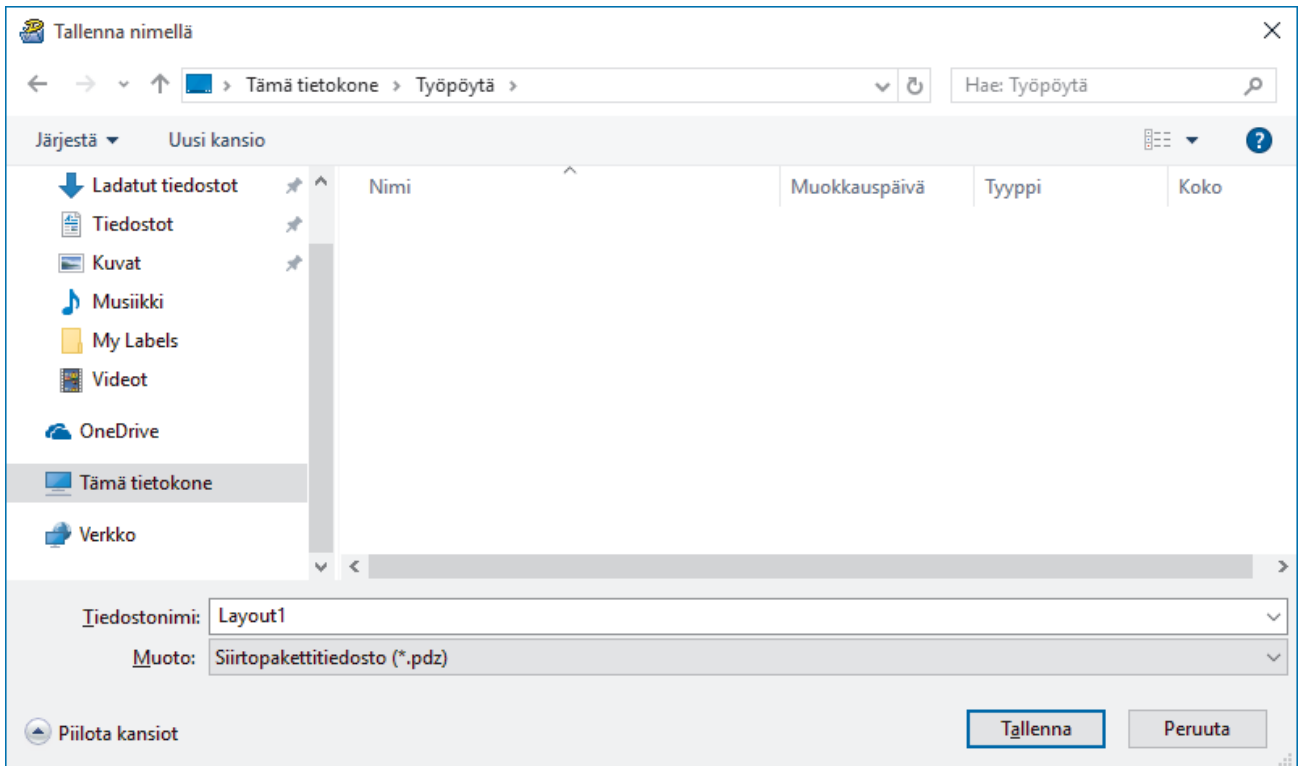 Tallenna nimellä
Tämä tietokone > Työpöytä >
Hae: Työpöytä
Järjestä
Uusi kansio
?
Nimi
Muokkauspäivä
Tyyppi
Koko
Ladatut tiedostot
Tiedostot
Kuvat
Musiikki
My Labels
Videot
OneDrive
Tämä tietokone
Verkko
Tiedostonimi: Layout1
Muoto: Siirtopakettitiedosto (*.pdz)
Piilota kansiot
Tallenna
Peruuta